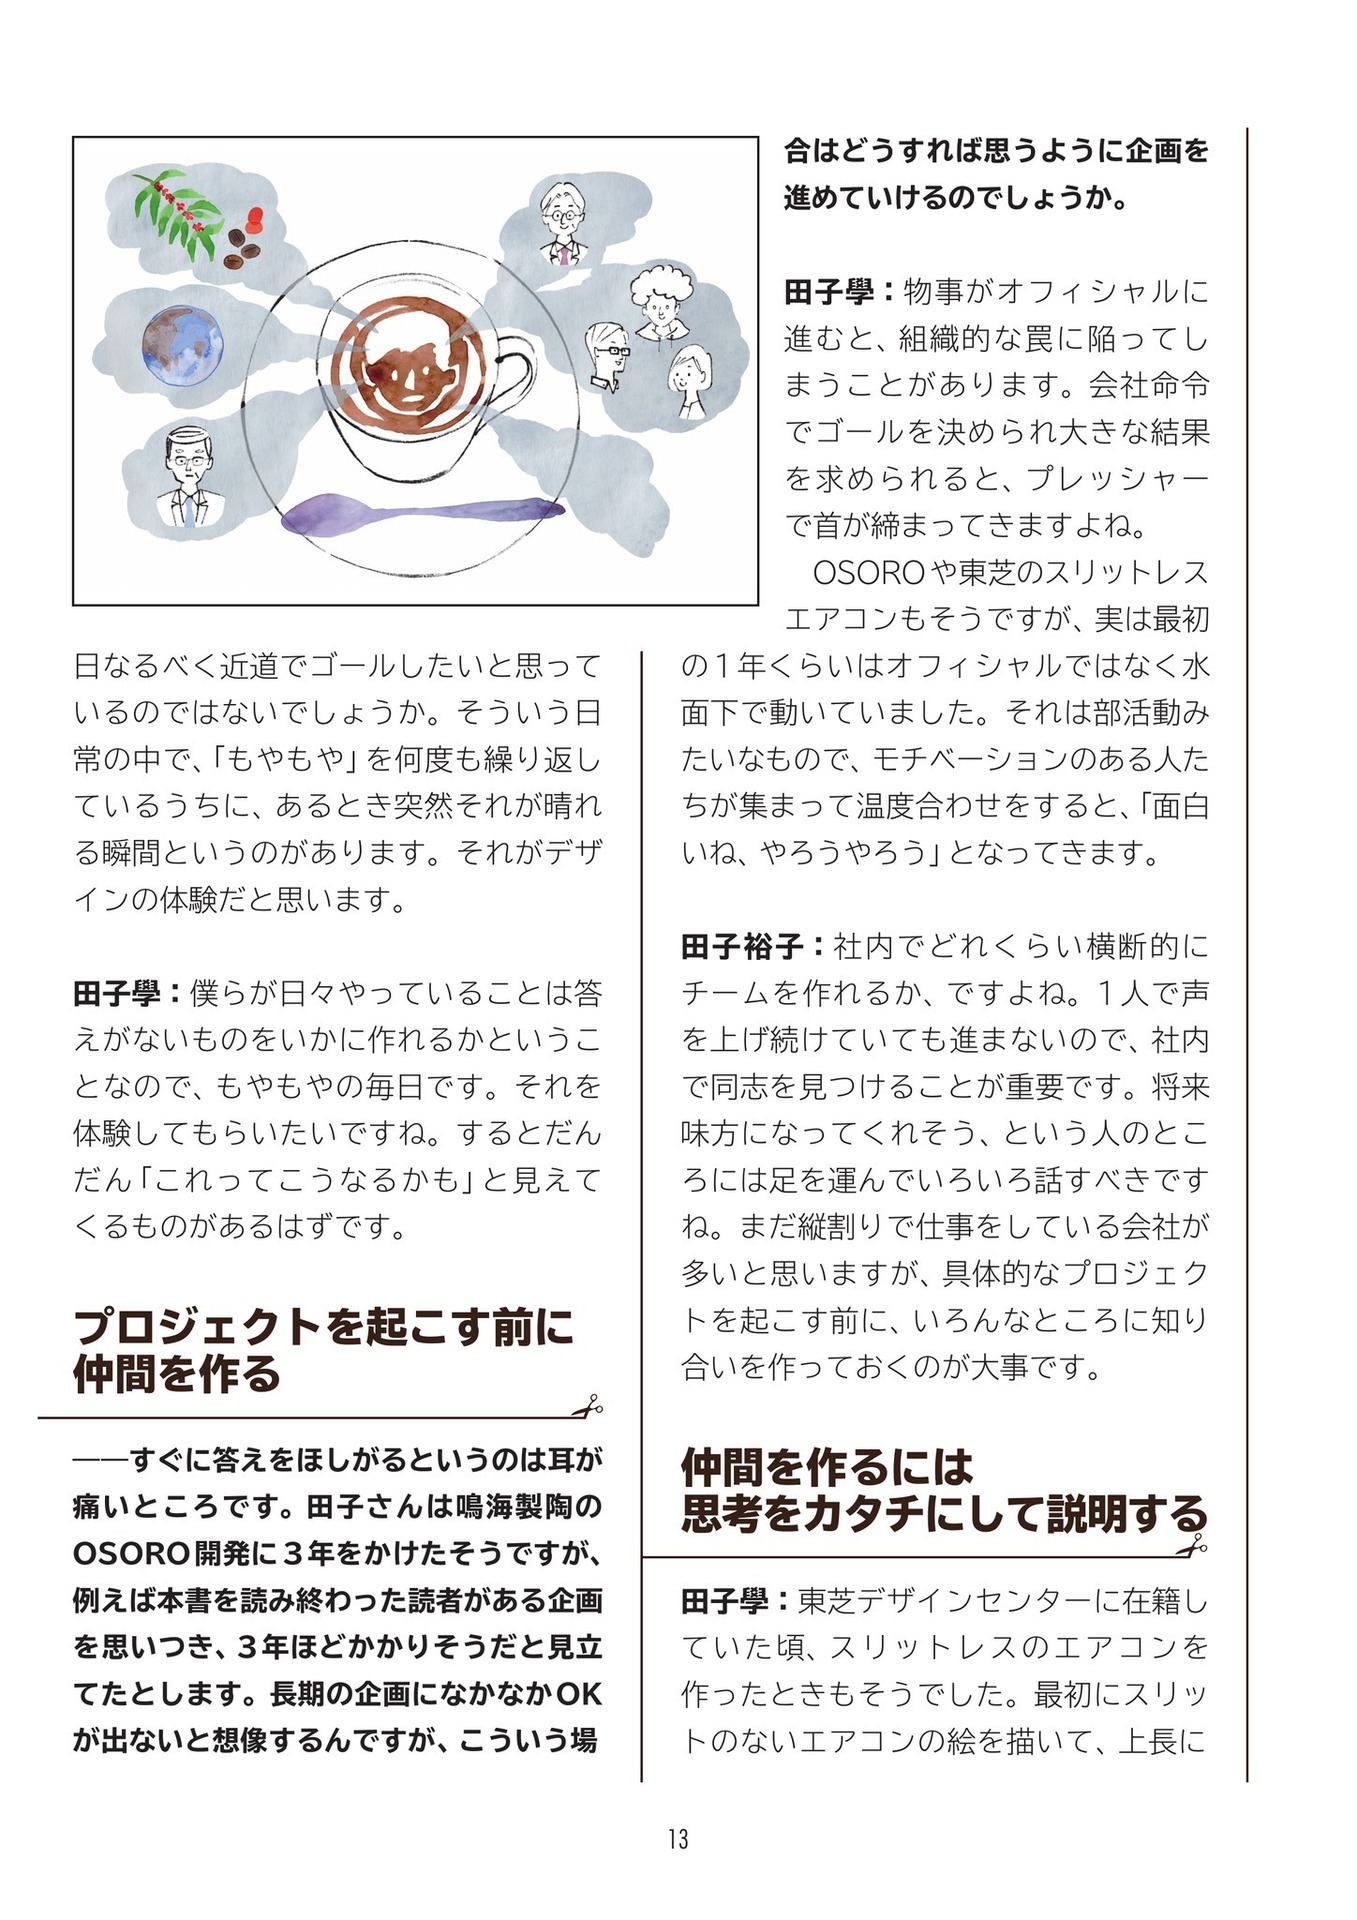 日なるべく近道でゴールしたいと思って
いるのではないでしょうか。そういう日
常の中で、「もやもや」を何度も繰り返し
ているうちに、あるとき突然それが晴れ
る瞬間というのがあります。それがデザ
インの体験だと思います。
田子學：僕らが日々やっていることは答
えがないものをいかに作れるかというこ
となので、もやもやの毎日です。それを
体験してもらいたいですね。するとだん
だん「これってこうなるかも」と見えて
くるものがあるはずです。
プロジェクトを起こす前に
仲間を作る
――すぐに答えをほしがるというのは耳が
痛いところです。田子さんは鳴海製陶の
OSORO開発に３年をかけたそうですが、
例えば本書を読み終わった読者がある企画
を思いつき、３年ほどかかりそうだと見立
てたとします。長期の企画になかなかOK
が出ないと想像するんですが、こういう場
合はどうすれば思うように企画を
進めていけるのでしょうか。
田子學：物事がオフィシャルに
進むと、組織的な罠に陥ってし
まうことがあります。会社命令
でゴールを決められ大きな結果
を求められると、プレッシャー
で首が締まってきますよね。
　OSOROや東芝のスリットレス
エアコンもそうですが、実は最初
の１年くらいはオフィシャルではなく水
面下で動いていました。それは部活動み
たいなもので、モチベーションのある人た
ちが集まって温度合わせをすると、「面白
いね、やろうやろう」となってきます。
田子裕子：社内でどれくらい横断的に
チームを作れるか、ですよね。１人で声
を上げ続けていても進まないので、社内
で同志を見つけることが重要です。将来
味方になってくれそう、という人のとこ
ろには足を運んでいろいろ話すべきです
ね。まだ縦割りで仕事をしている会社が
多いと思いますが、具体的なプロジェク
トを起こす前に、いろんなところに知り
合いを作っておくのが大事です。
仲間を作るには
思考をカタチにして説明する
田子學：東芝デザインセンターに在籍し
ていた頃、スリットレスのエアコンを
作ったときもそうでした。最初にスリッ
トのないエアコンの絵を描いて、上長に
13